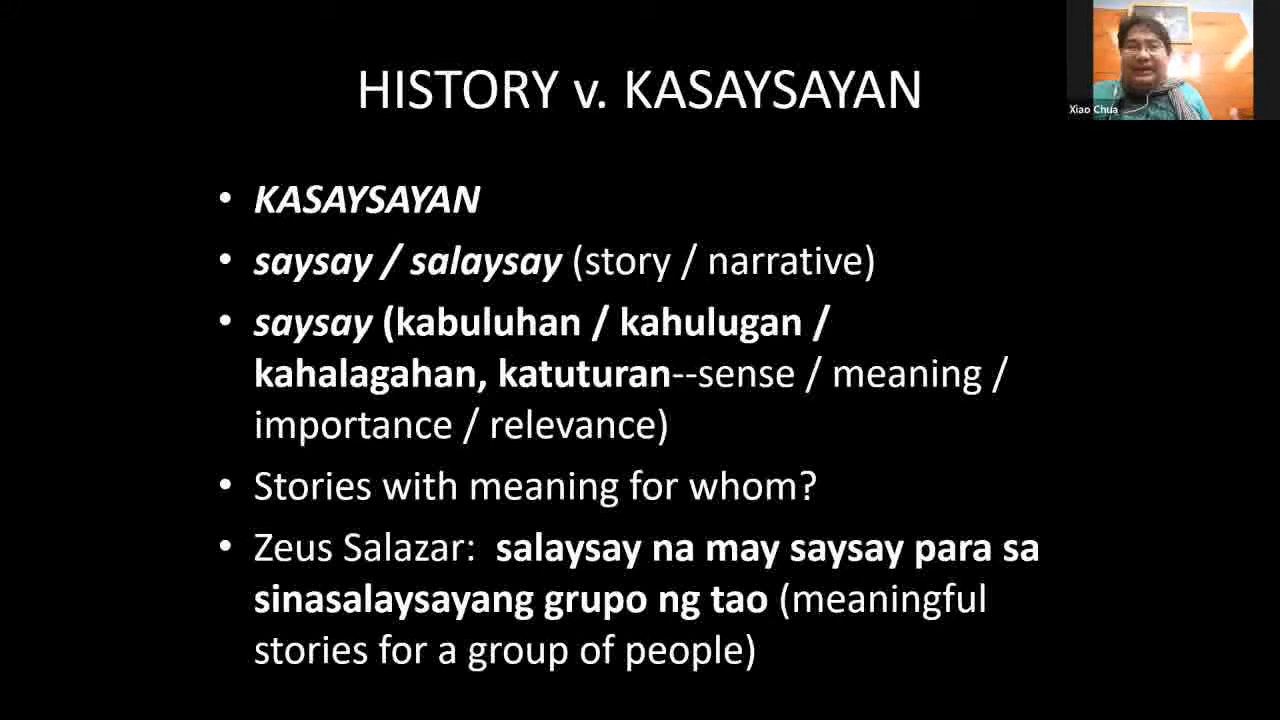 HISTORY v. KASAYSAYAN
Xiao Chua
• KASAYSAYAN
• saysay / salaysay (story / narrative)
• saysay (kabuluhan / kahulugan /
kahalagahan, katuturan--sense / meaning /
importance / relevance)
• Stories with meaning for whom?
• Zeus Salazar:  salaysay na may saysay para sa
sinasalaysayang grupo ng tao (meaningful
stories for a group of people)